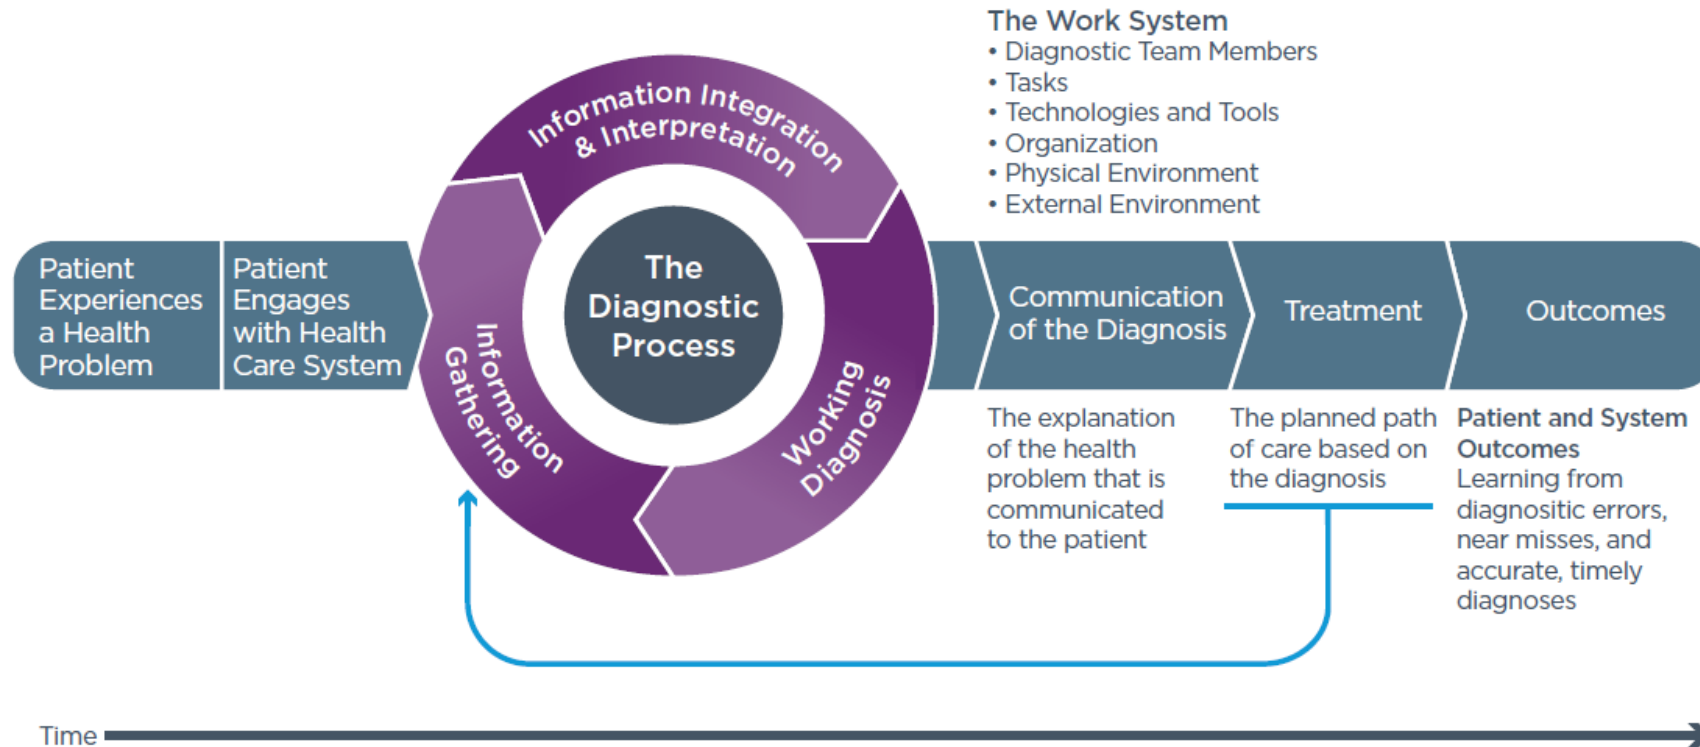 The Work System
• Diagnostic Team Members
• Tasks
• Technologies and Tools
• Organization
• Physical Environment
• External Environment
Patient
Experiences
a Health
Problem
Patient
Engages
with Health
Care System
Information
Gathering
Information Integration
& Interpretation
Working
Diagnosis
The
Diagnostic
Process
Communication
of the Diagnosis
Treatment
Outcomes
The explanation
of the health
problem that is
communicated
to the patient
The planned path
of care based on
the diagnosis
Patient and System
Outcomes
Learning from
diagnositic errors,
near misses, and
accurate, timely
diagnoses
Time